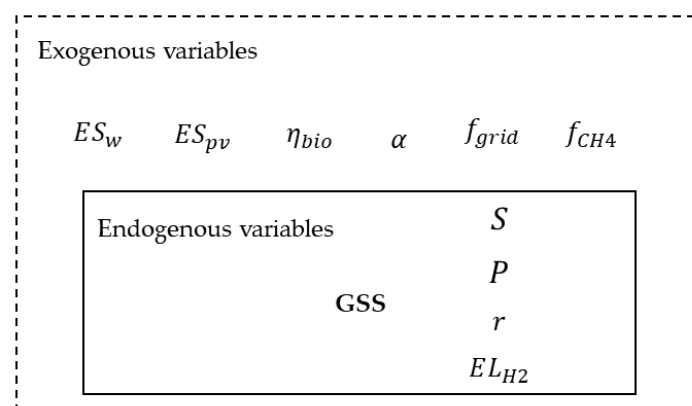 Exogenous variables
ES_w ES_pv η_bio α f_grid f_CH4
Endogenous variables
S
P
GSS
r
EL_H2